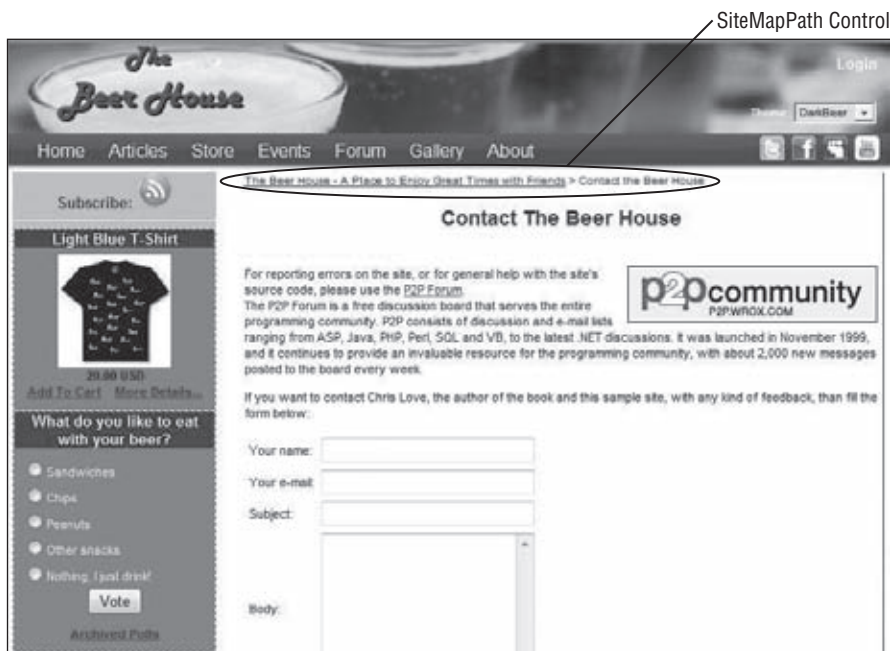 SiteMapPath Control
The Beer House
Login
Theme: DarkBeer
Home Articles Store Events Forum Gallery About
The Beer House - A Place to Enjoy Great Times with Friends > Contact the Beer House
Subscribe:
Light Blue T-Shirt
20.00 USD
Add To Cart More Details...
What do you like to eat
with your beer?
Sandwiches
Chips
Peanuts
Other snacks
Nothing, I just drink!
Vote
Archived Polls
Contact The Beer House
For reporting errors on the site, or for general help with the site's
source code, please use the P2P Forum.
The P2P Forum is a free discussion board that serves the entire
programming community. P2P consists of discussion and e-mail lists
ranging from ASP, Java, PHP, Perl, SQL and VB, to the latest .NET discussions. It was launched in November 1999,
and it continues to provide an invaluable resource for the programming community, with about 2,000 new messages
posted to the board every week.
p2pcommunity
P2P.WROX.COM
If you want to contact Chris Love, the author of the book and this sample site, with any kind of feedback, than fill the
form below:
Your name:
Your e-mail:
Subject:
Body: